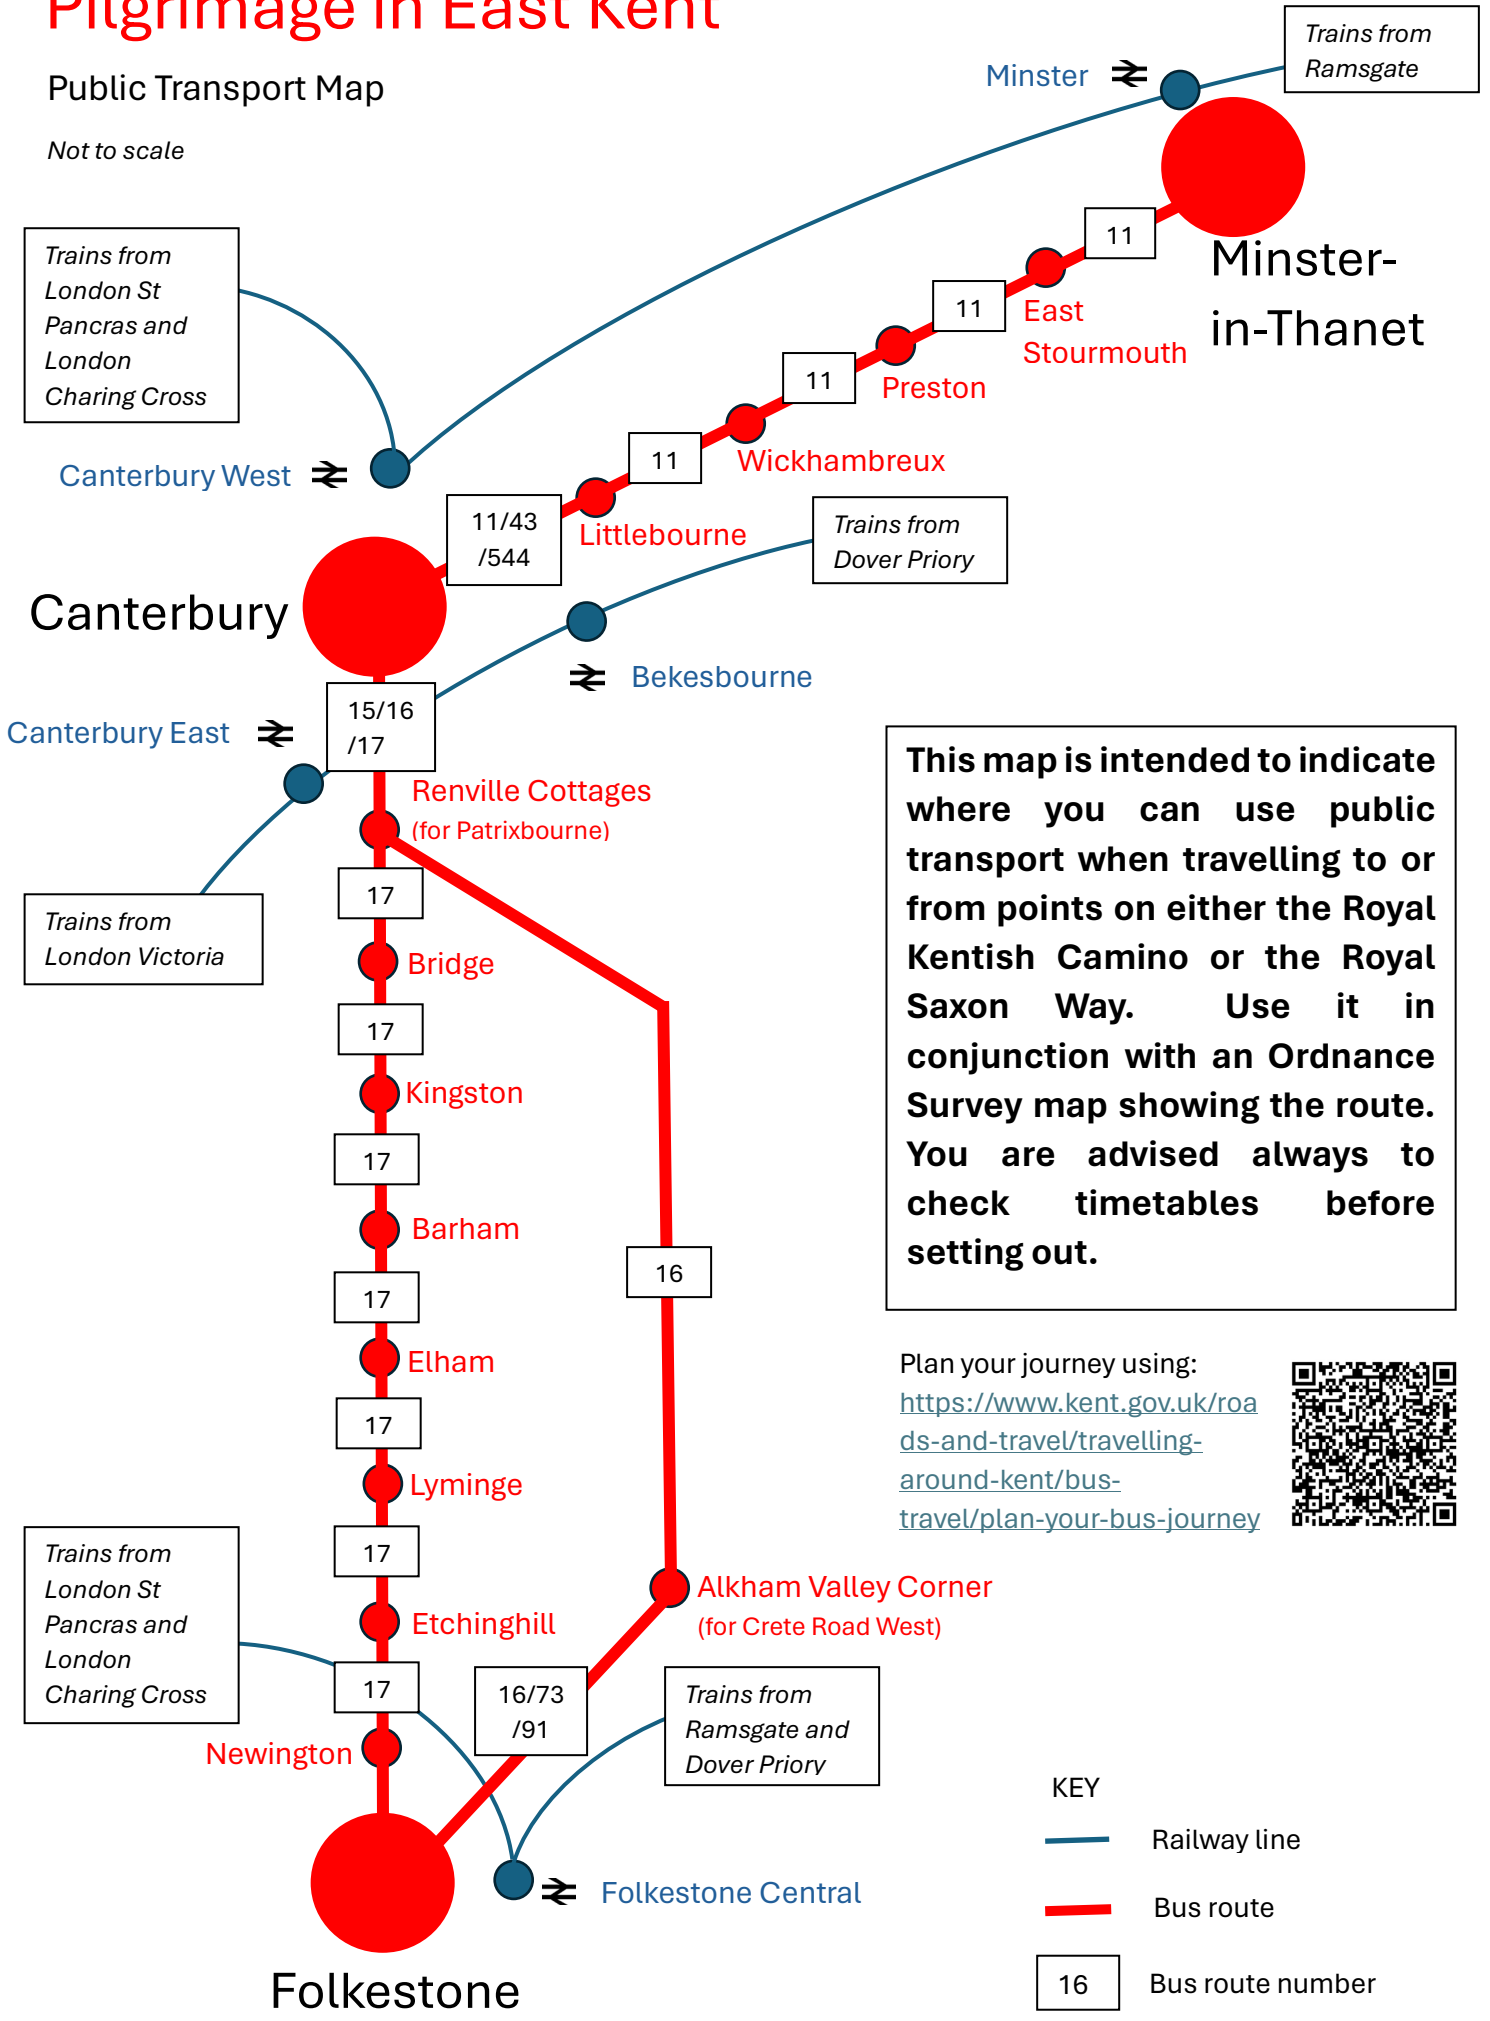 Pilgrimage in East Kent
Public Transport Map
Not to scale
Minster
Trains from
Ramsgate
11
Minster-
in-Thanet
Trains from
London St
Pancras and
London
Charing Cross
11
East
Stourmouth
11
Preston
11
Wickhambreux
Canterbury West
11/43
/544
Littlebourne
Trains from
Dover Priory
Canterbury
Bekesbourne
15/16
/17
Canterbury East
Renville Cottages
(for Patrixbourne)
This map is intended to indicate
where you can use public
transport when travelling to or
from points on either the Royal
Kentish Camino or the Royal
Saxon Way. Use it in
conjunction with an Ordnance
Survey map showing the route.
You are advised always to
check timetables before
setting out.
17
Trains from
London Victoria
Bridge
17
Kingston
17
Barham
16
17
Elham
Plan your journey using:
https://www.kent.gov.uk/roa
ds-and-travel/travelling-
around-kent/bus-
travel/plan-your-bus-journey
17
Lyminge
17
Trains from
London St
Pancras and
London
Charing Cross
Alkham Valley Corner
(for Crete Road West)
Etchinghill
17
16/73
/91
Trains from
Ramsgate and
Dover Priory
Newington
KEY
Railway line
Folkestone Central
Bus route
Folkestone
16
Bus route number